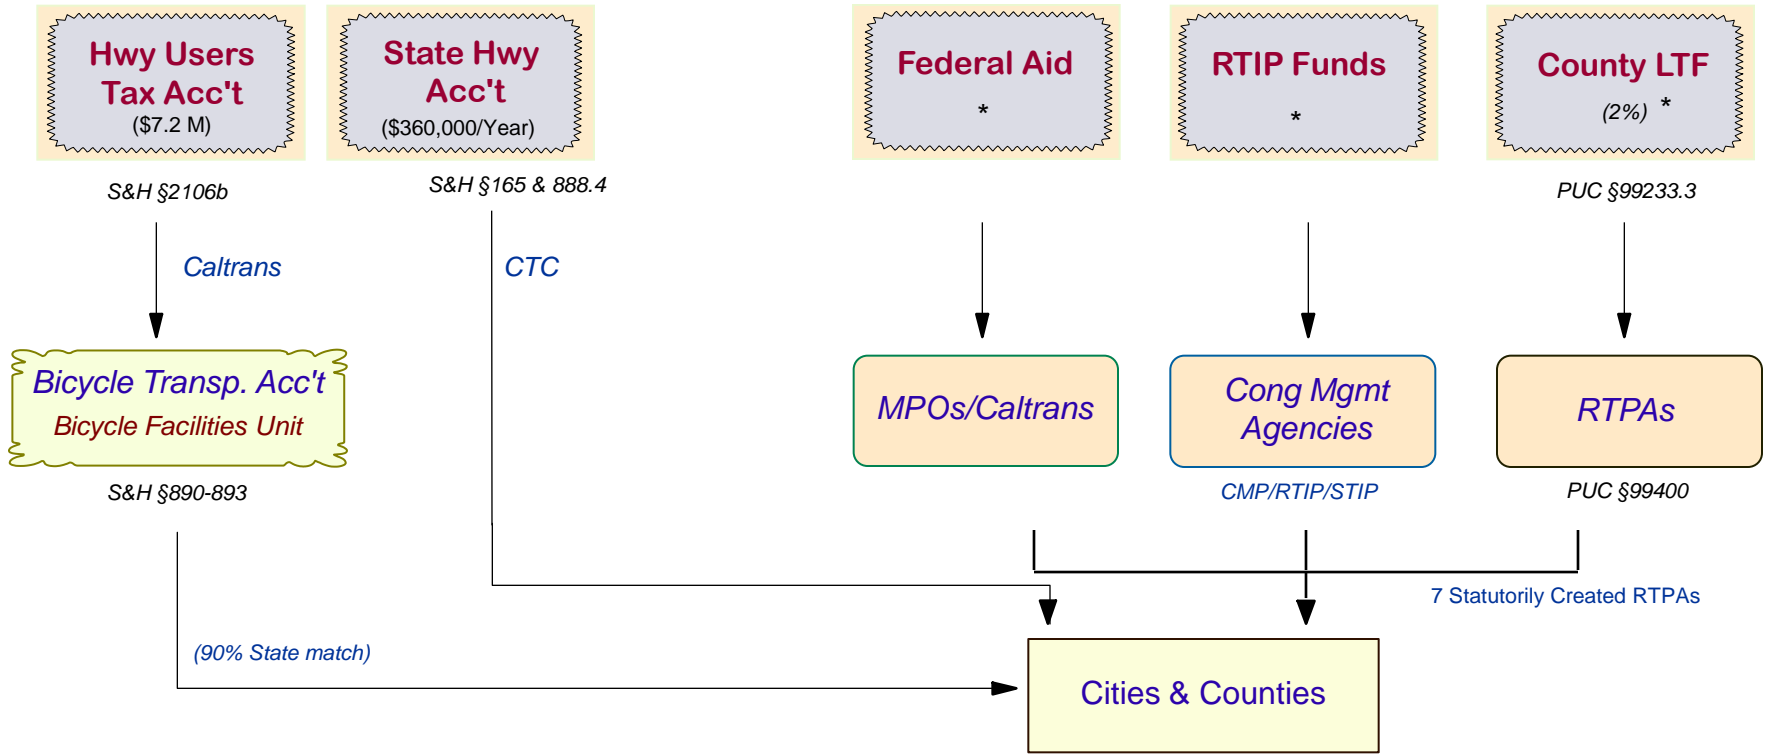 Hwy Users
Tax Acc't
($7.2 M)
State Hwy
Acc't
($360,000/Year)
Federal Aid
*
RTIP Funds
*
County LTF
(2%) *
S&H §2106b
S&H §165 & 888.4
PUC §99233.3
Caltrans
CTC
Bicycle Transp. Acc't
Bicycle Facilities Unit
MPOs/Caltrans
Cong Mgmt
Agencies
RTPAs
S&H §890-893
CMP/RTIP/STIP
PUC §99400
7 Statutorily Created RTPAs
(90% State match)
Cities & Counties